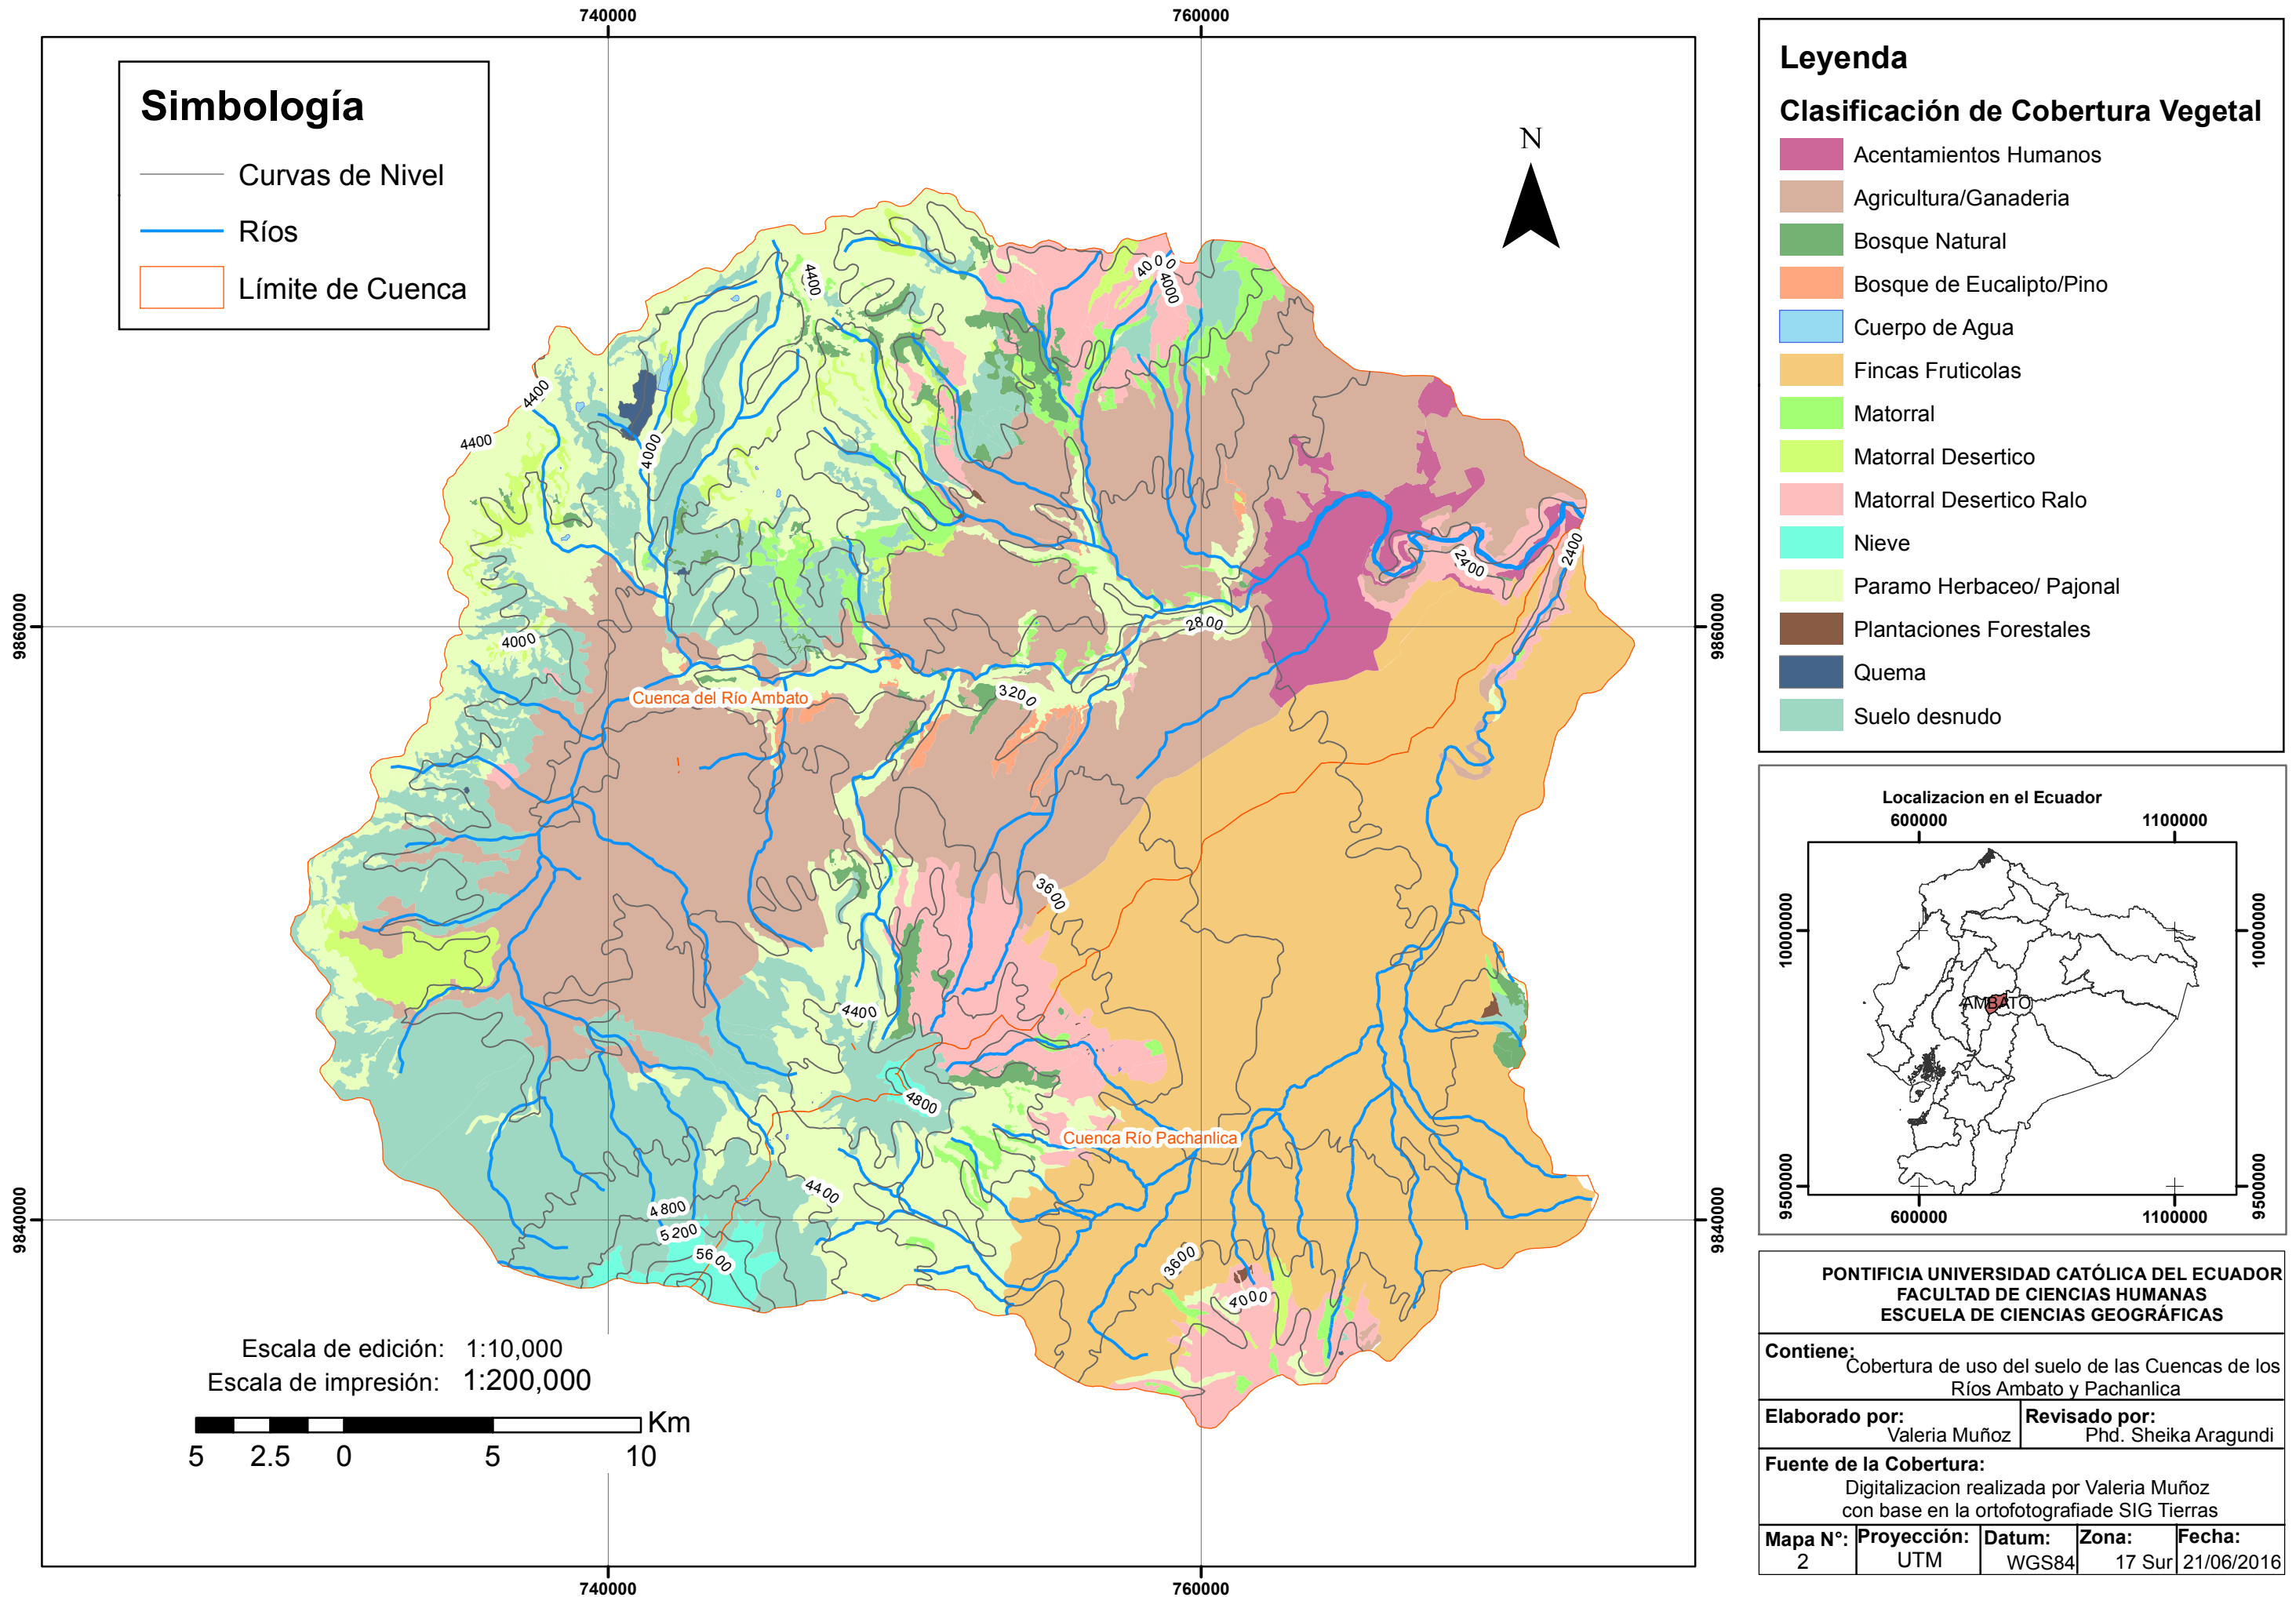 740000
760000
Simbología
Curvas de Nivel
Ríos
Límite de Cuenca
N
4400
4000
4000
4400
4400
4000
2400
2400
9860000
9860000
4000
2800
3200
Cuenca del Río Ambato
3600
4400
4800
Cuenca Río Pachanlica
4400
4800
5200
5600
3600
4000
9840000
9840000
Escala de edición: 1:10,000
Escala de impresión: 1:200,000
Km
5 2.5 0 5 10
740000
760000
Leyenda
Clasificación de Cobertura Vegetal
Acentamientos Humanos
Agricultura/Ganaderia
Bosque Natural
Bosque de Eucalipto/Pino
Cuerpo de Agua
Fincas Fruticolas
Matorral
Matorral Desertico
Matorral Desertico Ralo
Nieve
Paramo Herbaceo/ Pajonal
Plantaciones Forestales
Quema
Suelo desnudo
Localizacion en el Ecuador
600000 1100000
10000000 10000000
AMBATO
9500000 9500000
600000 1100000
PONTIFICIA UNIVERSIDAD CATÓLICA DEL ECUADOR
FACULTAD DE CIENCIAS HUMANAS
ESCUELA DE CIENCIAS GEOGRÁFICAS
Contiene:
Cobertura de uso del suelo de las Cuencas de los
Ríos Ambato y Pachanlica
Elaborado por:
Valeria Muñoz
Revisado por:
Phd. Sheika Aragundi
Fuente de la Cobertura:
Digitalizacion realizada por Valeria Muñoz
con base en la ortofotografiade SIG Tierras
Mapa N°: Proyección: Datum: Zona: Fecha:
2 UTM WGS84 17 Sur 21/06/2016